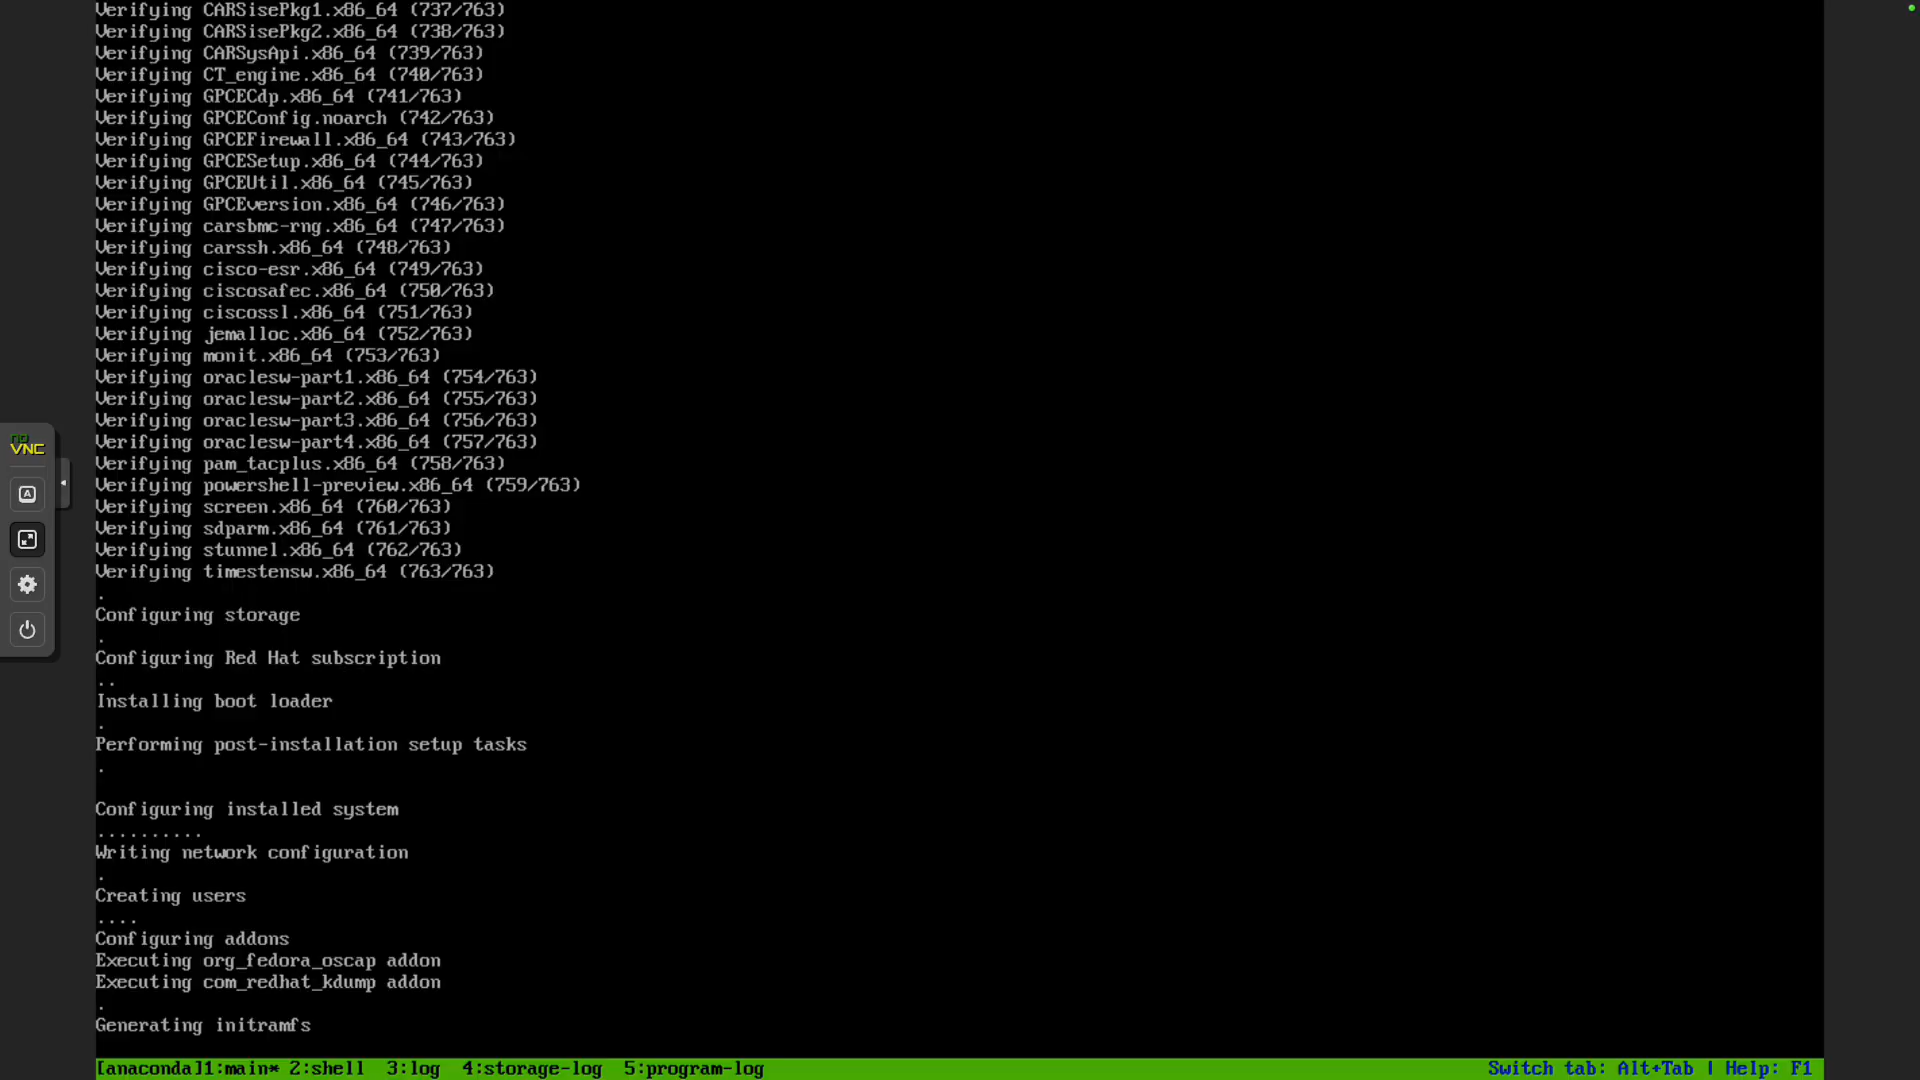 Verifying CARSisePkg1.x86_64 (737/763)
Verifying CARSisePkg2.x86_64 (738/763)
Verifying CARSysApi.x86_64 (739/763)
Verifying CT_engine.x86_64 (740/763)
Verifying GPCECdp.x86_64 (741/763)
Verifying GPCEConfig.noarch (742/763)
Verifying GPCEFirewall.x86_64 (743/763)
Verifying GPCESetup.x86_64 (744/763)
Verifying GPCEUtil.x86_64 (745/763)
Verifying GPCEversion.x86_64 (746/763)
Verifying carsbmc-rng.x86_64 (747/763)
Verifying carssh.x86_64 (748/763)
Verifying cisco-esr.x86_64 (749/763)
Verifying ciscosafec.x86_64 (750/763)
Verifying ciscossl.x86_64 (751/763)
Verifying jemalloc.x86_64 (752/763)
Verifying monit.x86_64 (753/763)
Verifying oraclesw-part1.x86_64 (754/763)
Verifying oraclesw-part2.x86_64 (755/763)
Verifying oraclesw-part3.x86_64 (756/763)
Verifying oraclesw-part4.x86_64 (757/763)
no
VNC
Verifying pam_tacplus.x86_64 (758/763)
Verifying powershell-preview.x86_64 (759/763)
A
Verifying screen.x86_64 (760/763)
Verifying sdparm.x86_64 (761/763)
Verifying stunnel.x86_64 (762/763)
Verifying timestensw.x86_64 (763/763)
.
Configuring storage
.
Configuring Red Hat subscription
..
Installing boot loader
.
Performing post-installation setup tasks
.
Configuring installed system
..........
Writing network configuration
.
Creating users
....
Configuring addons
Executing org_fedora_oscap addon
Executing com_redhat_kdump addon
.
Generating initramfs
[anaconda]1:main* 2:shell  3:log  4:storage-log  5:program-log Switch tab: Alt+Tab | Help: F1